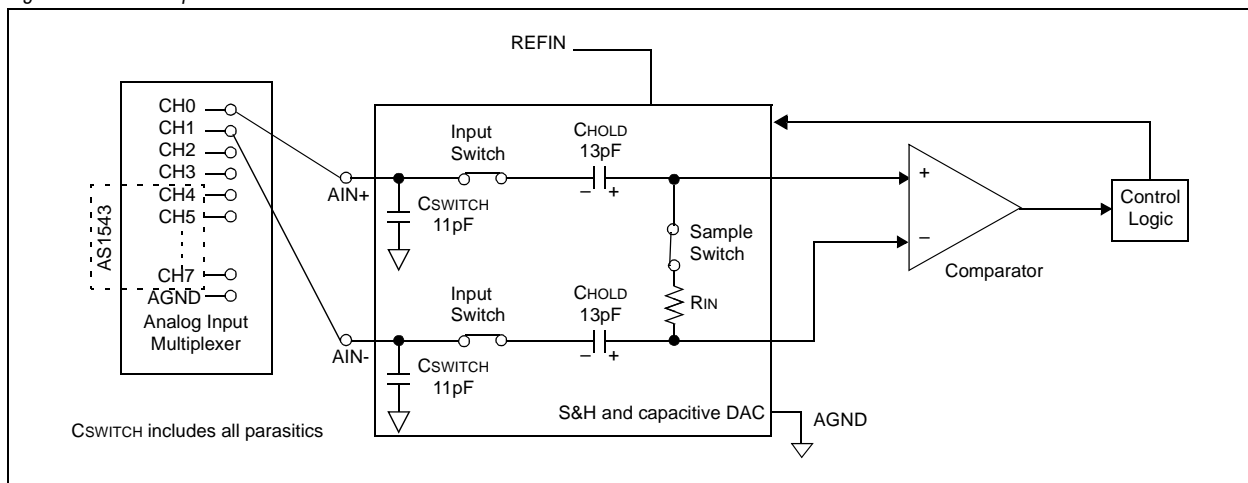 REFIN
CH0
CH1
CH2
CH3
CH4
CH5
CH7
AGND
AS1543
Analog Input
Multiplexer
AIN+
AIN-
Input
Switch
CHOLD
13pF
– +
CSWITCH
11pF
Sample
Switch
RIN
Input
Switch
CHOLD
13pF
– +
CSWITCH
11pF
S&H and capacitive DAC
AGND
+
–
Comparator
Control
Logic
CSWITCH includes all parasitics